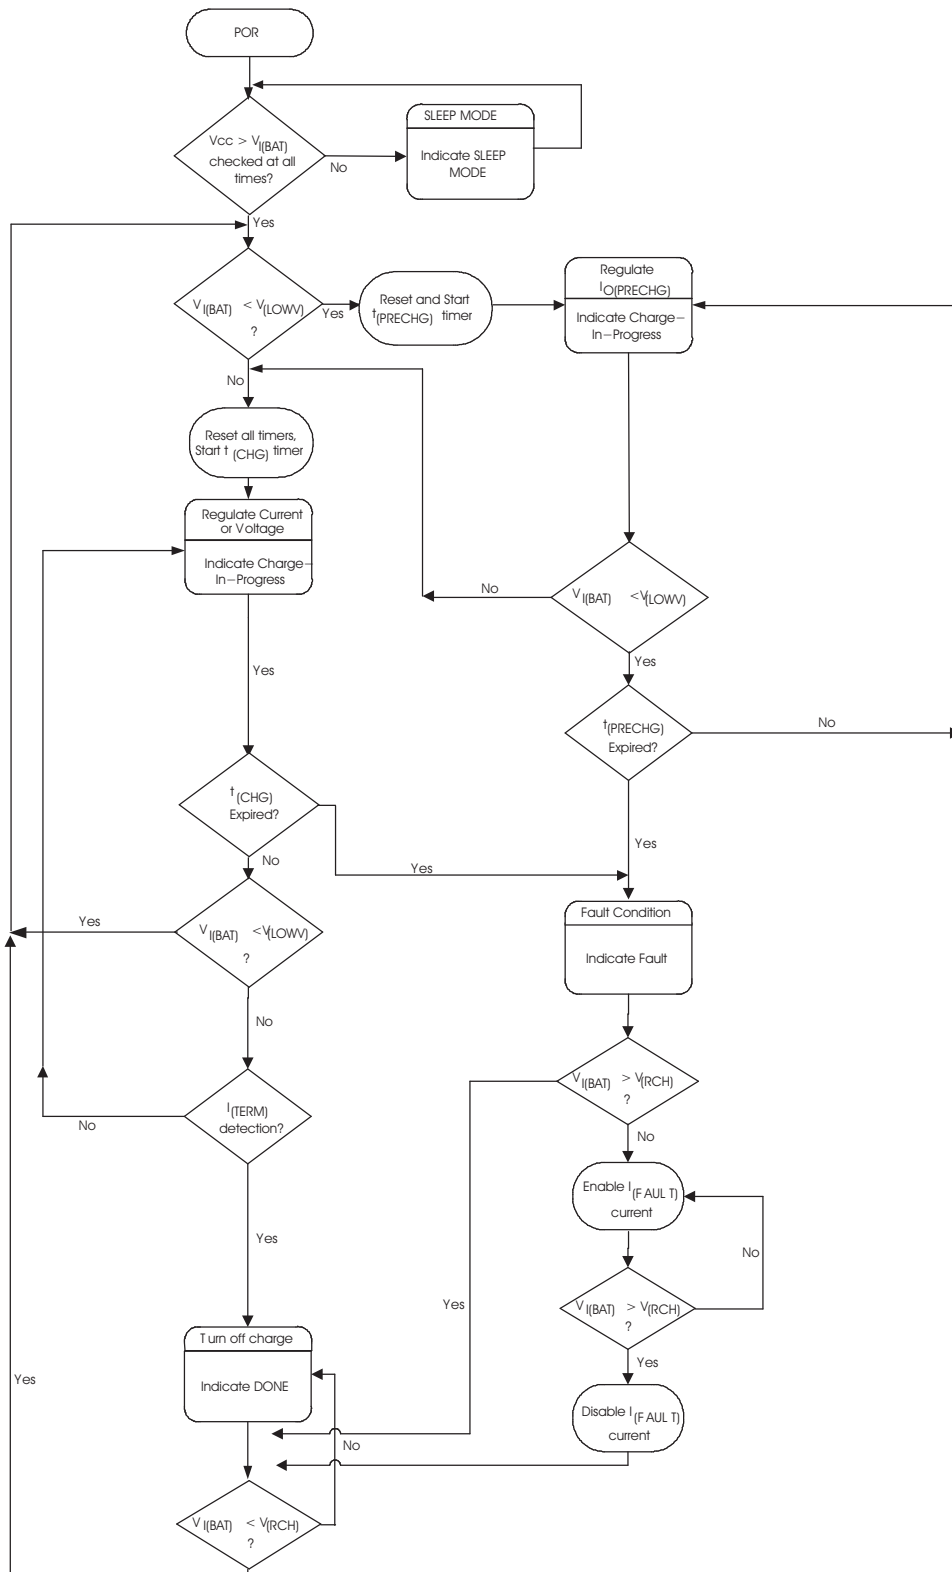 POR
Vcc > VI(BAT)
checked at all
times?
No
SLEEP MODE
Indicate SLEEP
MODE
Yes
VI(BAT) < V(LOWV)
?
Yes
Reset and Start
t(PRECHG) timer
Regulate
IO(PRECHG)
Indicate Charge−
In−Progress
No
Reset all timers,
Start t(CHG) timer
Regulate Current
or Voltage
Indicate Charge−
In−Progress
No
VI(BAT) <V(LOWV)
Yes
Yes
t(PRECHG)
Expired?
No
t(CHG)
Expired?
Yes
No
Yes
VI(BAT) <V(LOWV)
?
Yes
Fault Condition
Indicate Fault
No
VI(BAT) > V(RCH)
?
I(TERM)
detection?
No
No
Enable I(F AUL T)
current
Yes
No
VI(BAT) > V(RCH)
?
Yes
Yes
T urn off charge
Indicate DONE
Yes
Disable I(F AUL T)
current
No
VI(BAT) < V(RCH)
?